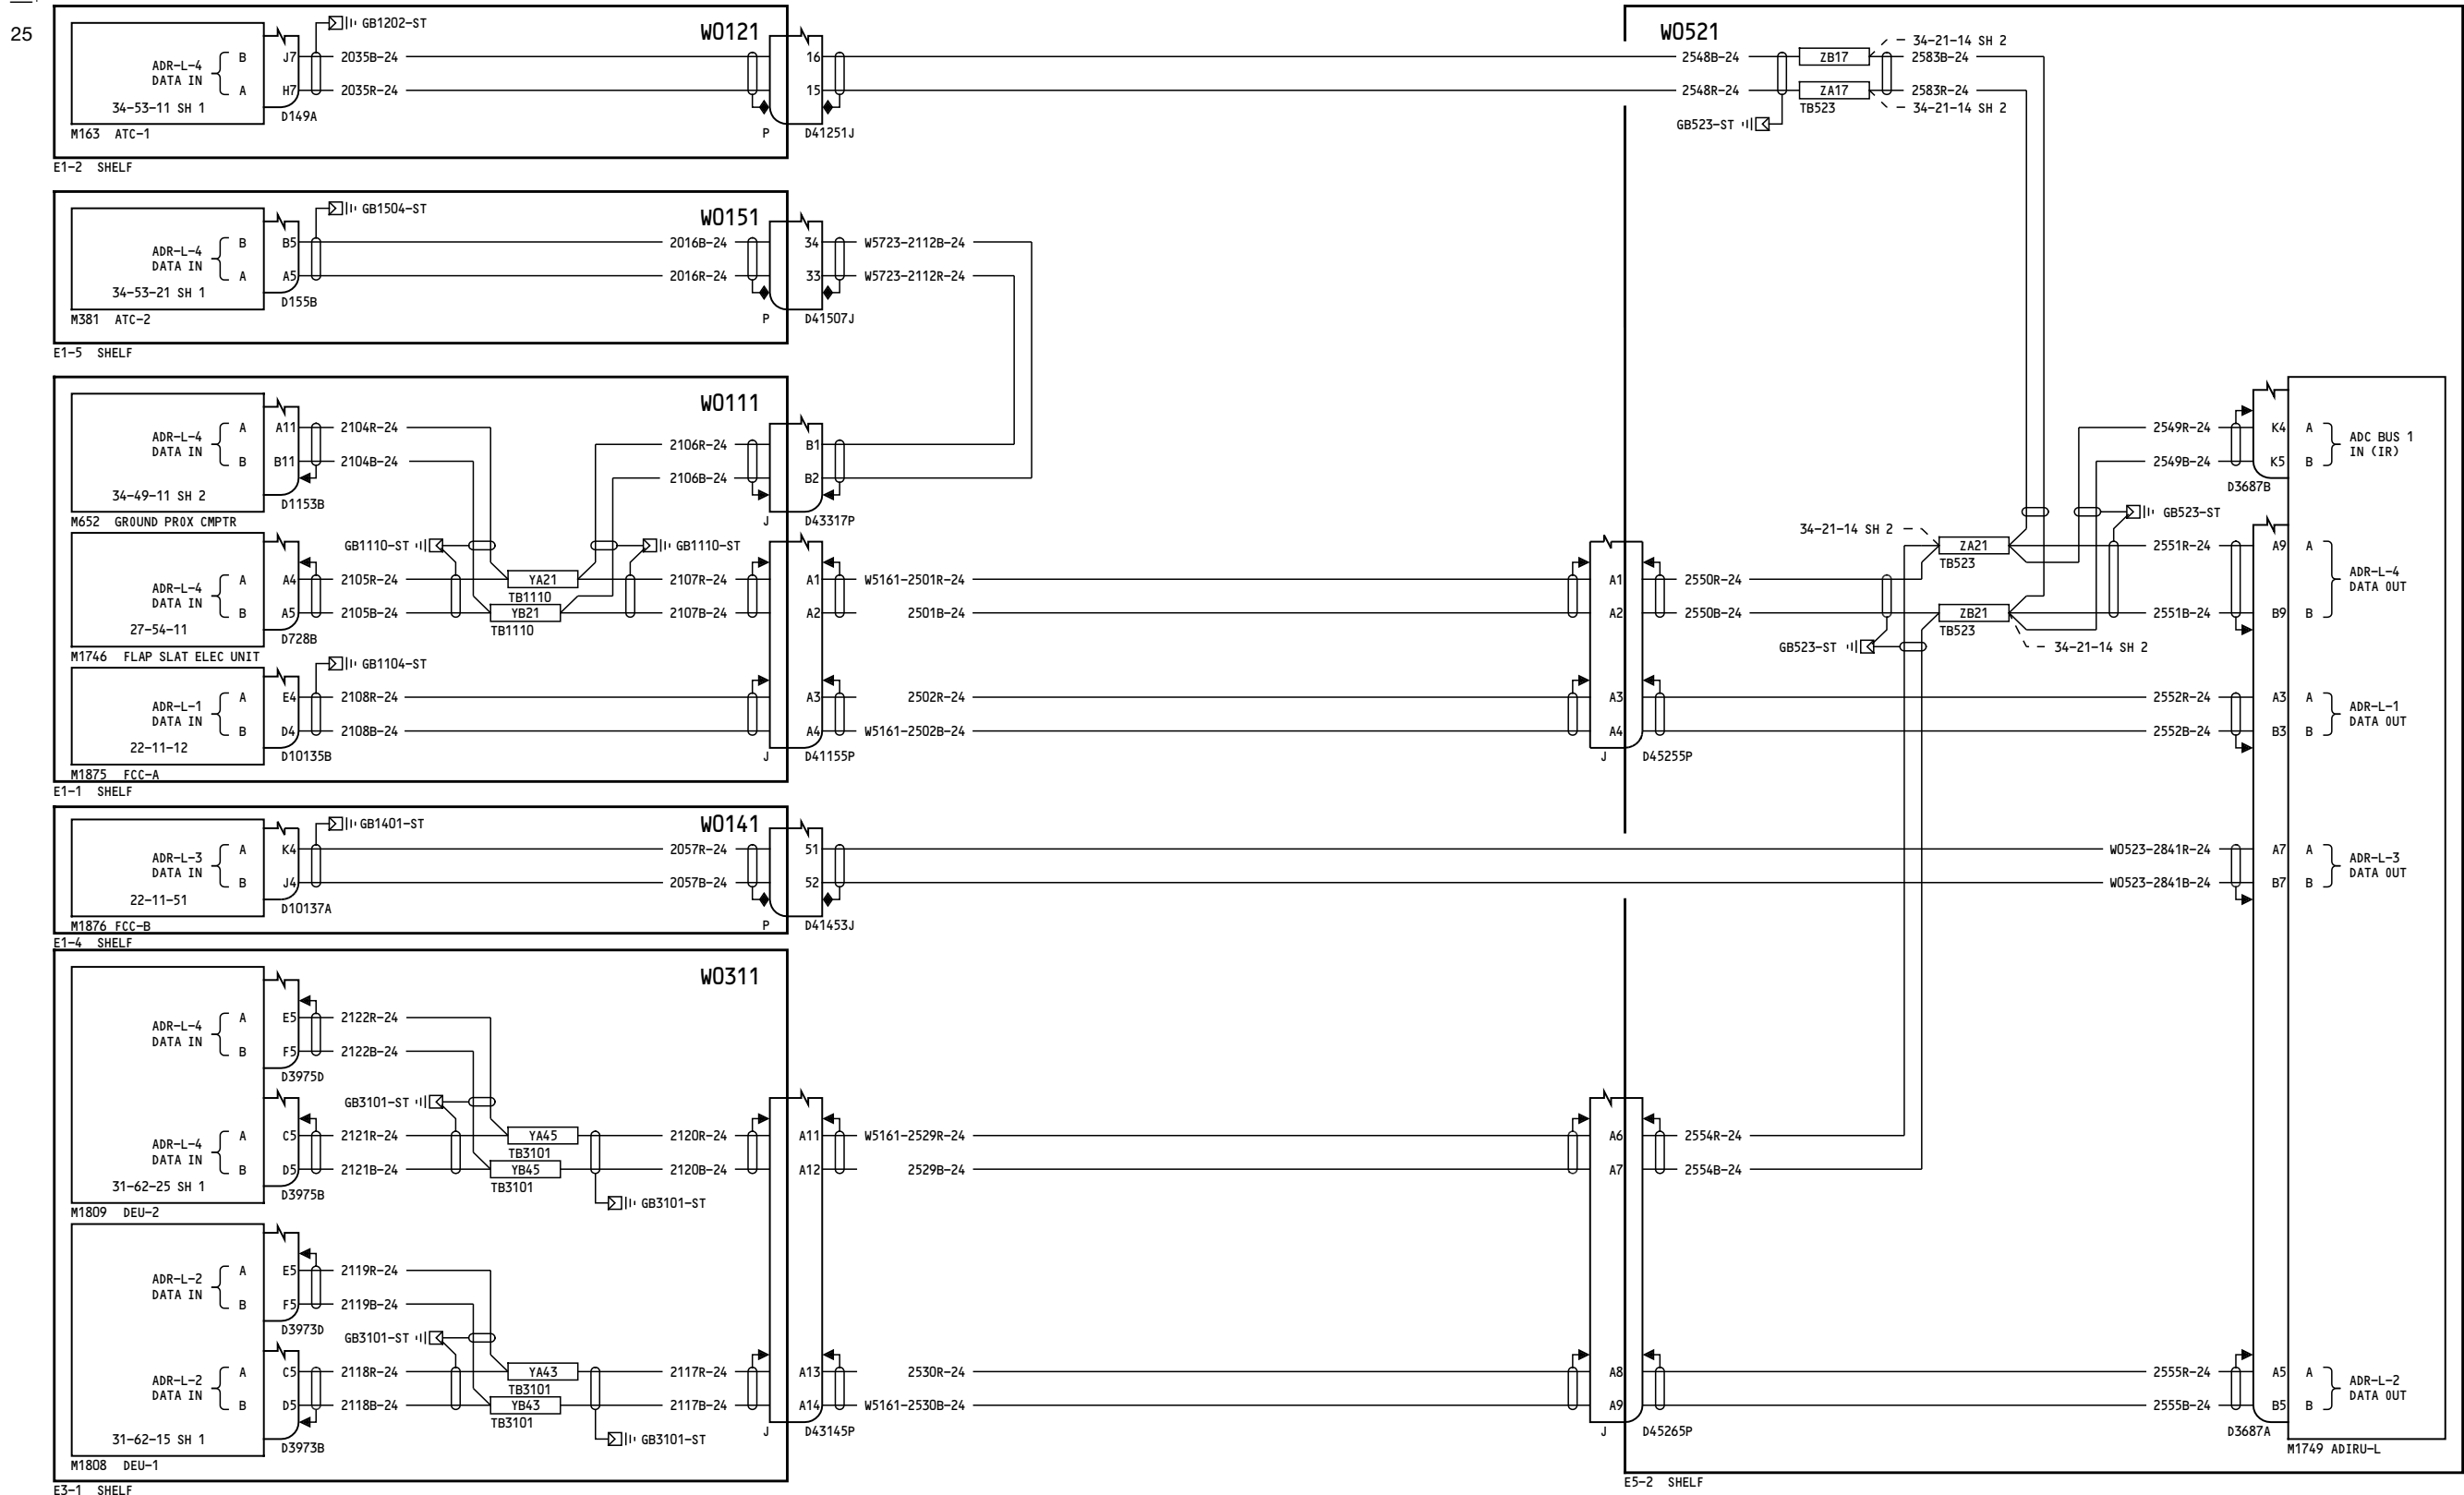 25
GB1202-ST
W0121
ADR-L-4
DATA IN
B
A
J7
H7
2035B-24
2035R-24
16
15
34-53-11 SH 1
D149A
M163 ATC-1
P
D41251J
E1-2 SHELF
W0521
2548B-24
2548R-24
ZB17
ZA17
TB523
34-21-14 SH 2
2583B-24
2583R-24
34-21-14 SH 2
GB523-ST
GB1504-ST
W0151
ADR-L-4
DATA IN
B
A
B5
A5
2016B-24
2016R-24
34
33
W5723-2112B-24
W5723-2112R-24
34-53-21 SH 1
D155B
M381 ATC-2
P
D41507J
E1-5 SHELF
W0111
ADR-L-4
DATA IN
A
B
A11
B11
2104R-24
2104B-24
2106R-24
2106B-24
B1
B2
34-49-11 SH 2
D1153B
M652 GROUND PROX CMPTR
J
D43317P
GB1110-ST
GB1110-ST
ADR-L-4
DATA IN
A
B
A4
A5
2105R-24
2105B-24
YA21
TB1110
YB21
TB1110
2107R-24
2107B-24
A1
A2
W5161-2501R-24
2501B-24
A1
A2
2550R-24
2550B-24
27-54-11
D728B
M1746 FLAP SLAT ELEC UNIT
GB1104-ST
ADR-L-1
DATA IN
A
B
E4
D4
2108R-24
2108B-24
A3
A4
2502R-24
W5161-2502B-24
A3
A4
22-11-12
D10135B
M1875 FCC-A
J
D41155P
J
D45255P
E1-1 SHELF
34-21-14 SH 2
ZA21
TB523
ZB21
TB523
34-21-14 SH 2
GB523-ST
GB523-ST
2549R-24
2549B-24
K4
K5
A
B
ADC BUS 1
IN (IR)
D3687B
2551R-24
2551B-24
A9
B9
A
B
ADR-L-4
DATA OUT
2552R-24
2552B-24
A3
B3
A
B
ADR-L-1
DATA OUT
GB1401-ST
W0141
ADR-L-3
DATA IN
A
B
K4
J4
2057R-24
2057B-24
51
52
W0523-2841R-24
W0523-2841B-24
A7
B7
A
B
ADR-L-3
DATA OUT
22-11-51
D10137A
M1876 FCC-B
P
D41453J
E1-4 SHELF
W0311
ADR-L-4
DATA IN
A
B
E5
F5
2122R-24
2122B-24
D3975D
GB3101-ST
ADR-L-4
DATA IN
A
B
C5
D5
2121R-24
2121B-24
YA45
TB3101
YB45
TB3101
2120R-24
2120B-24
A11
A12
W5161-2529R-24
2529B-24
A6
A7
2554R-24
2554B-24
31-62-25 SH 1
D3975B
GB3101-ST
M1809 DEU-2
ADR-L-2
DATA IN
A
B
E5
F5
2119R-24
2119B-24
D3973D
GB3101-ST
ADR-L-2
DATA IN
A
B
C5
D5
2118R-24
2118B-24
YA43
TB3101
YB43
TB3101
2117R-24
2117B-24
A13
A14
2530R-24
W5161-2530B-24
A8
A9
2555R-24
2555B-24
A5
B5
A
B
ADR-L-2
DATA OUT
31-62-15 SH 1
D3973B
GB3101-ST
J
D43145P
J
D45265P
D3687A
M1749 ADIRU-L
M1808 DEU-1
E3-1 SHELF
E5-2 SHELF